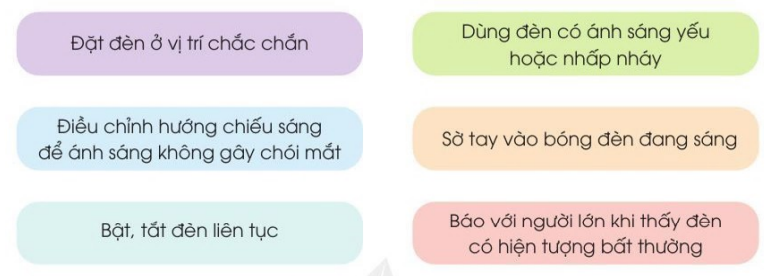 Đặt đèn ở vị trí chắc chắn
Dùng đèn có ánh sáng yếu
hoặc nhấp nháy
Điều chỉnh hướng chiếu sáng
để ánh sáng không gây chói mắt
Sờ tay vào bóng đèn đang sáng
Bật, tắt đèn liên tục
Báo với người lớn khi thấy đèn
có hiện tượng bất thường